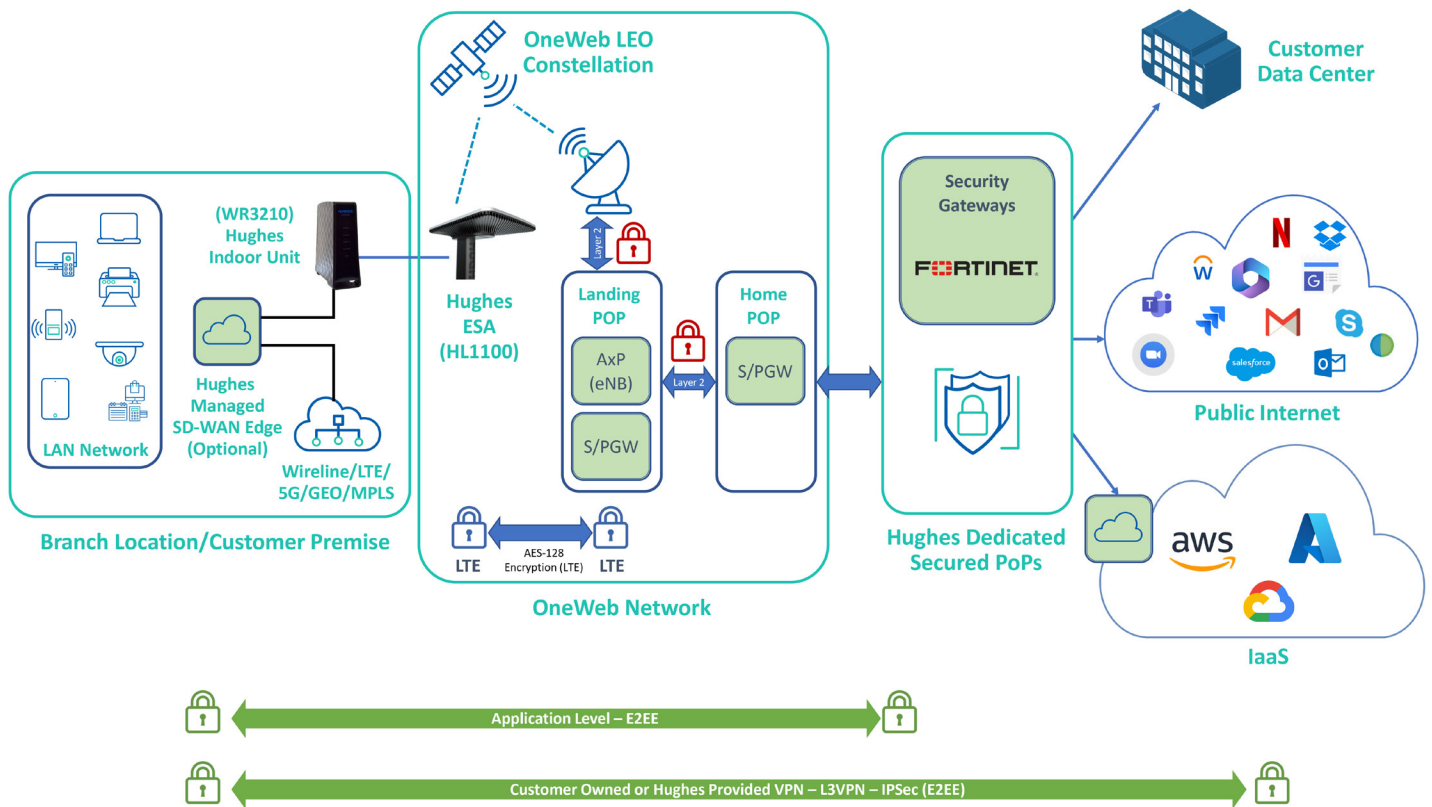 OneWeb LEO
Constellation
Customer
Data Center
(WR3210)
Hughes
Indoor Unit
Hughes
Managed
SD-WAN Edge
(Optional)
LAN Network
Wireline/LTE/
5G/GEO/MPLS
Branch Location/Customer Premise
Hughes
ESA
(HL1100)
Layer 2
Landing
POP
AxP
(eNB)
S/PGW
Layer 2
Home
POP
S/PGW
LTE
AES-128
Encryption (LTE)
LTE
OneWeb Network
Security
Gateways
FORTINET
Hughes Dedicated
Secured PoPs
N
W
G
T
S
salesforce
O
Public Internet
aws
IaaS
Application Level – E2EE
Customer Owned or Hughes Provided VPN – L3VPN – IPSec (E2EE)